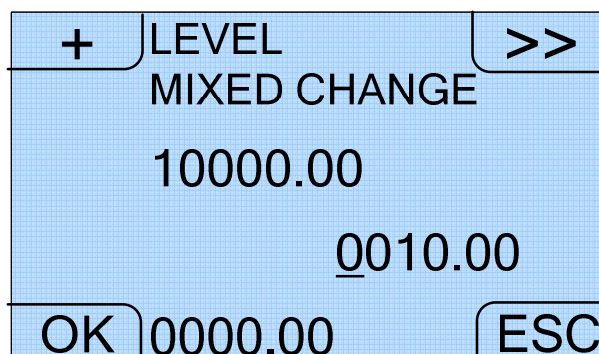 + LEVEL >>
MIXED CHANGE
10000.00
0010.00
OK 0000.00 ESC